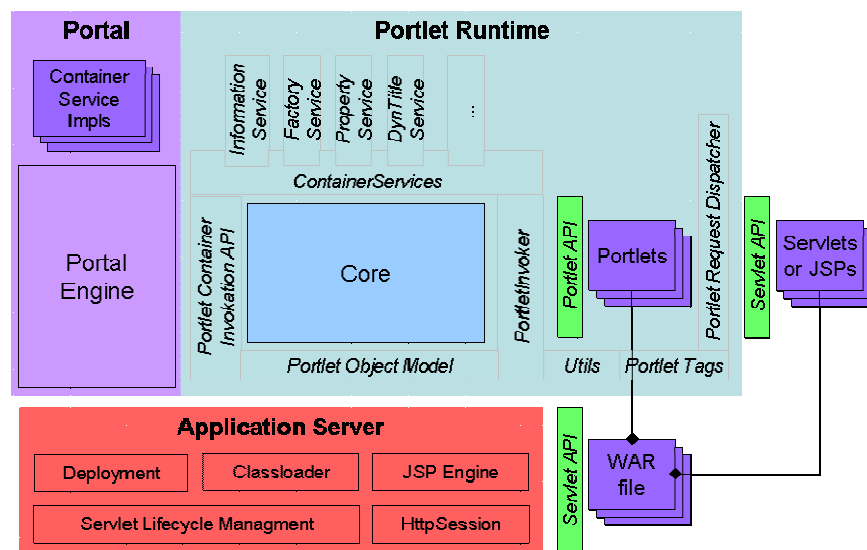 Portal
Portlet Runtime
Container
Service
Impls
Information
Service
Factory
Service
Property
Service
DynTitle
Service
...
ContainerServices
Portal
Engine
Portlet Container
Invokation API
Core
PortletInvoker
Portlet Object Model
Portlet API
Portlets
Portlet Request Dispatcher
Utils
Portlet Tags
Servlet API
Servlets
or JSPs
Application Server
Deployment
Classloader
JSP Engine
Servlet Lifecycle Managment
HttpSession
Servlet API
WAR
file